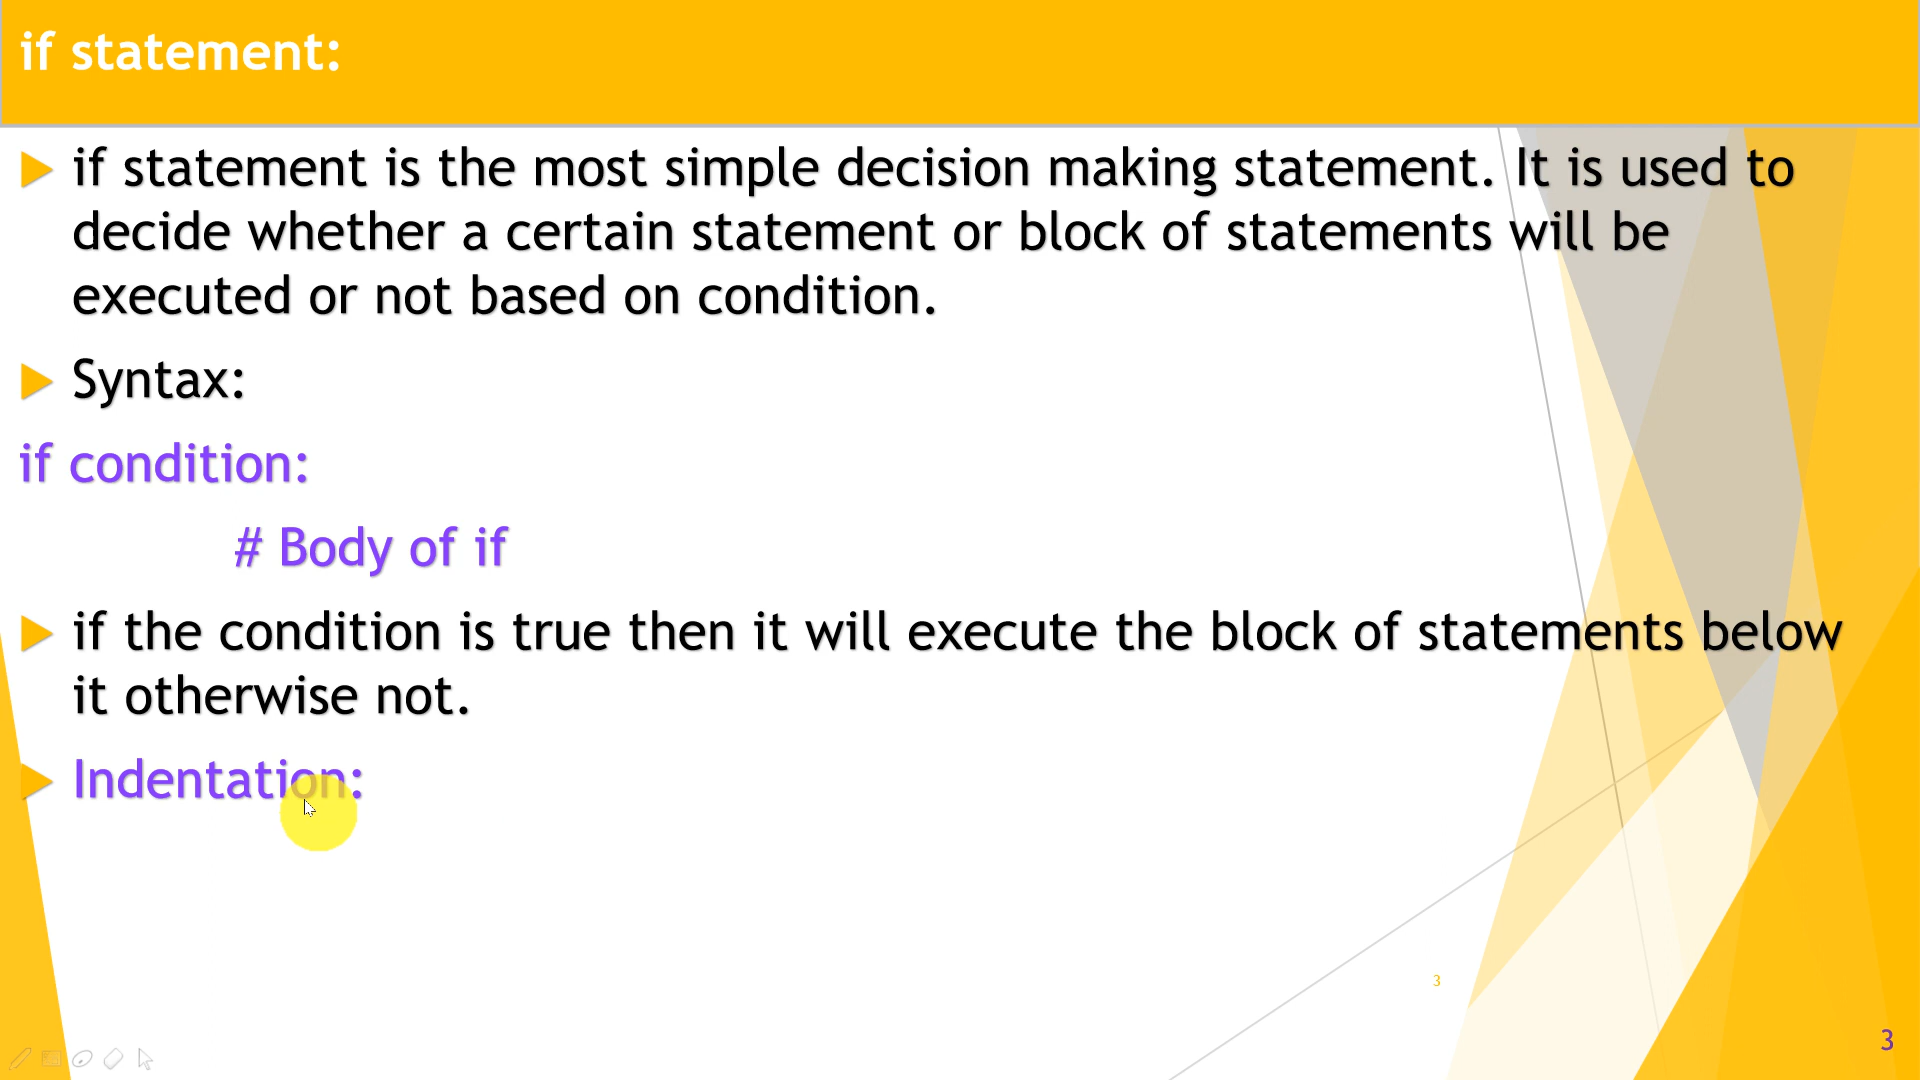 if statement:
if statement is the most simple decision making statement. It is used to
decide whether a certain statement or block of statements will be
executed or not based on condition.
Syntax:
if condition:
# Body of if
if the condition is true then it will execute the block of statements below
it otherwise not.
Indentation:
3
3